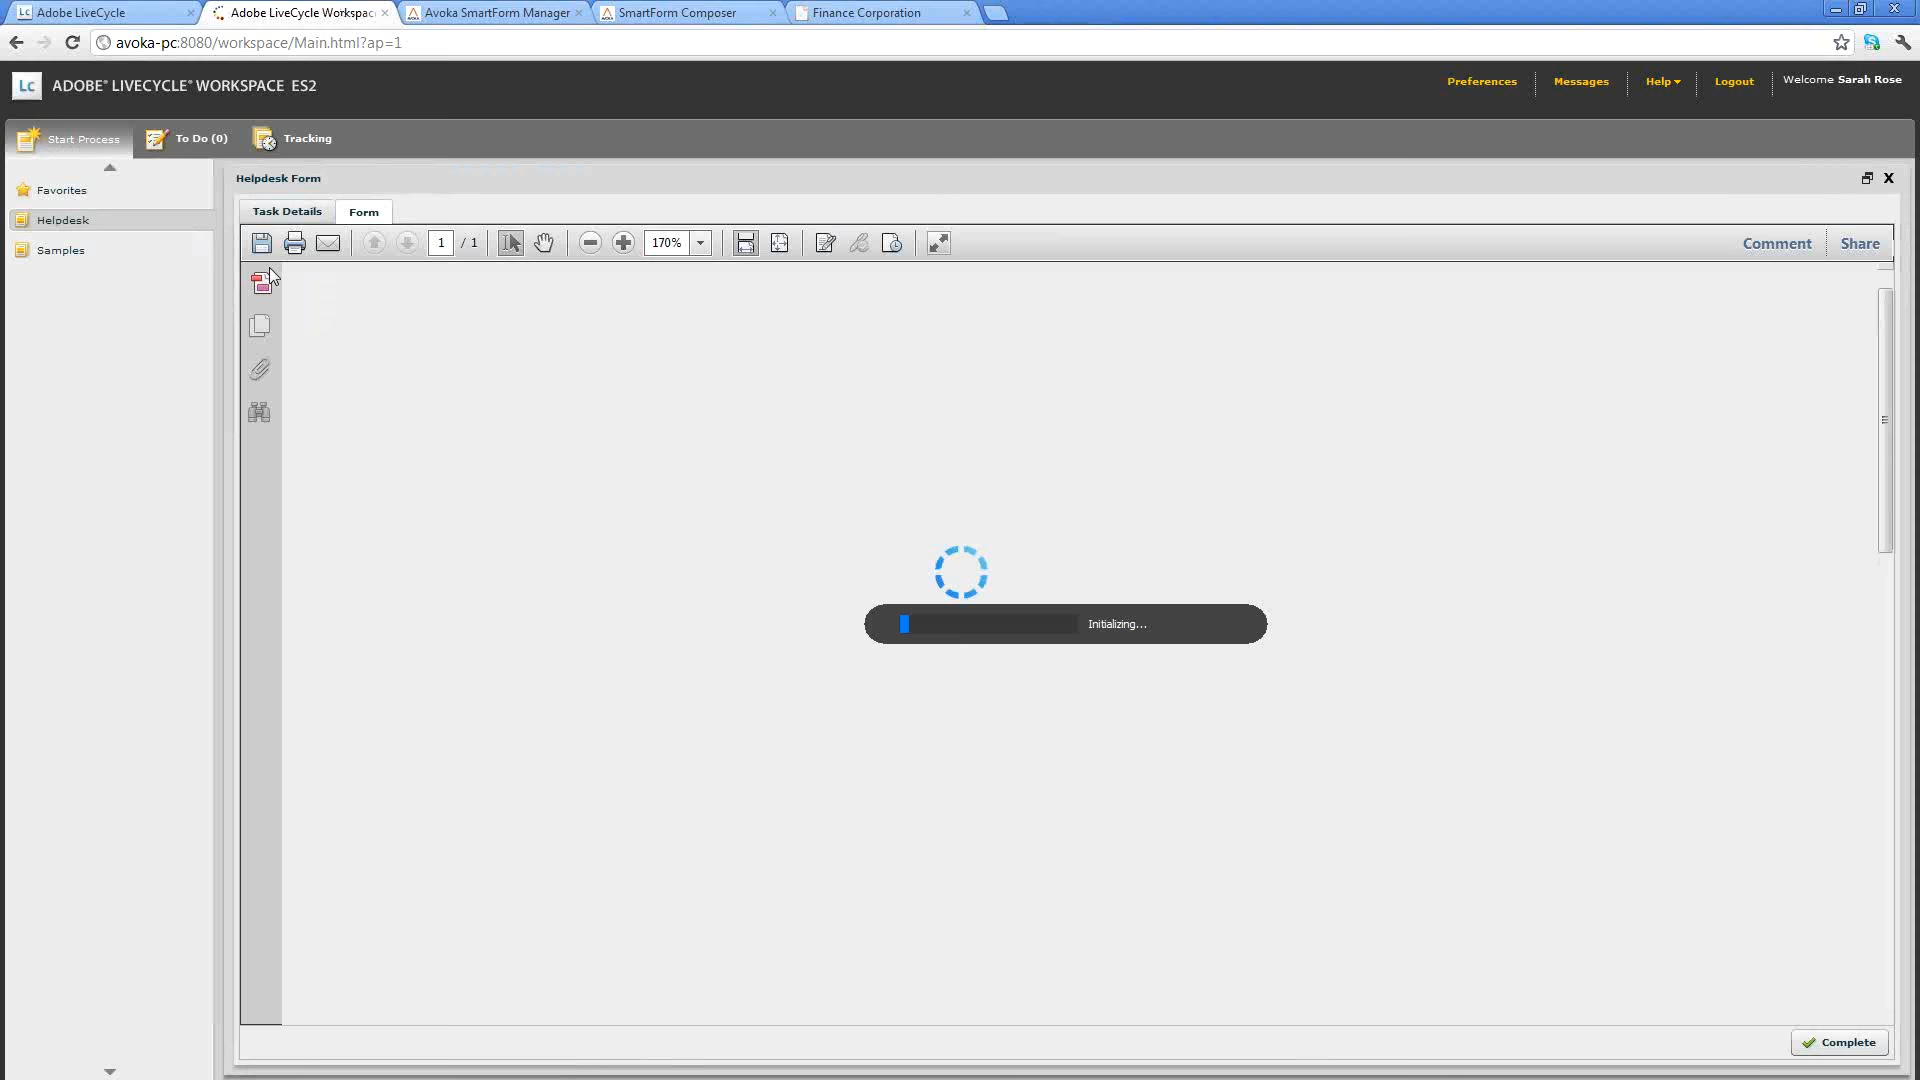 Adobe LiveCycle
Adobe LiveCycle Workspac
Avoka SmartForm Manager
SmartForm Composer
Finance Corporation
avoka-pc:8080/workspace/Main.html?ap=1
Lc ADOBE® LIVECYCLE® WORKSPACE ES2
Preferences
Messages
Help
Logout
Welcome Sarah Rose
Start Process
To Do (0)
Tracking
Favorites
Helpdesk
Samples
Helpdesk Form
Task Details
Form
1 / 1
170%
Comment
Share
Initializing...
Complete